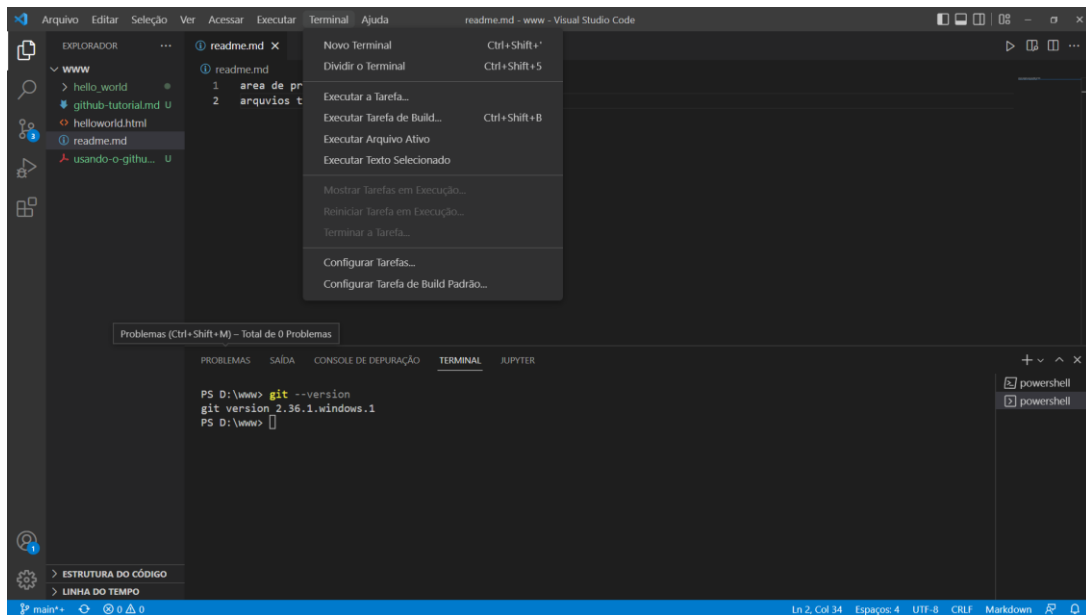 Arquivo Editar Seleção Ver Acessar Executar Terminal Ajuda readme.md - www - Visual Studio Code
EXPLORADOR
WWW
hello_world
github-tutorial.md U
helloworld.html
readme.md
usando-o-githu... U
3
1
ESTRUTURA DO CÓDIGO
LINHA DO TEMPO
readme.md
readme.md
1 area de pr
2 arquvios t
Novo Terminal Ctrl+Shift+'
Dividir o Terminal Ctrl+Shift+5
Executar a Tarefa...
Executar Tarefa de Build... Ctrl+Shift+B
Executar Arquivo Ativo
Executar Texto Selecionado
Mostrar Tarefas em Execução...
Reiniciar Tarefa em Execução...
Terminar a Tarefa...
Configurar Tarefas...
Configurar Tarefa de Build Padrão...
Problemas (Ctrl+Shift+M) – Total de 0 Problemas
PROBLEMAS SAÍDA CONSOLE DE DEPURAÇÃO TERMINAL JUPYTER
PS D:\www> git --version
git version 2.36.1.windows.1
PS D:\www>
powershell
powershell
main*+ 0 0 Ln 2, Col 34 Espaços: 4 UTF-8 CRLF Markdown